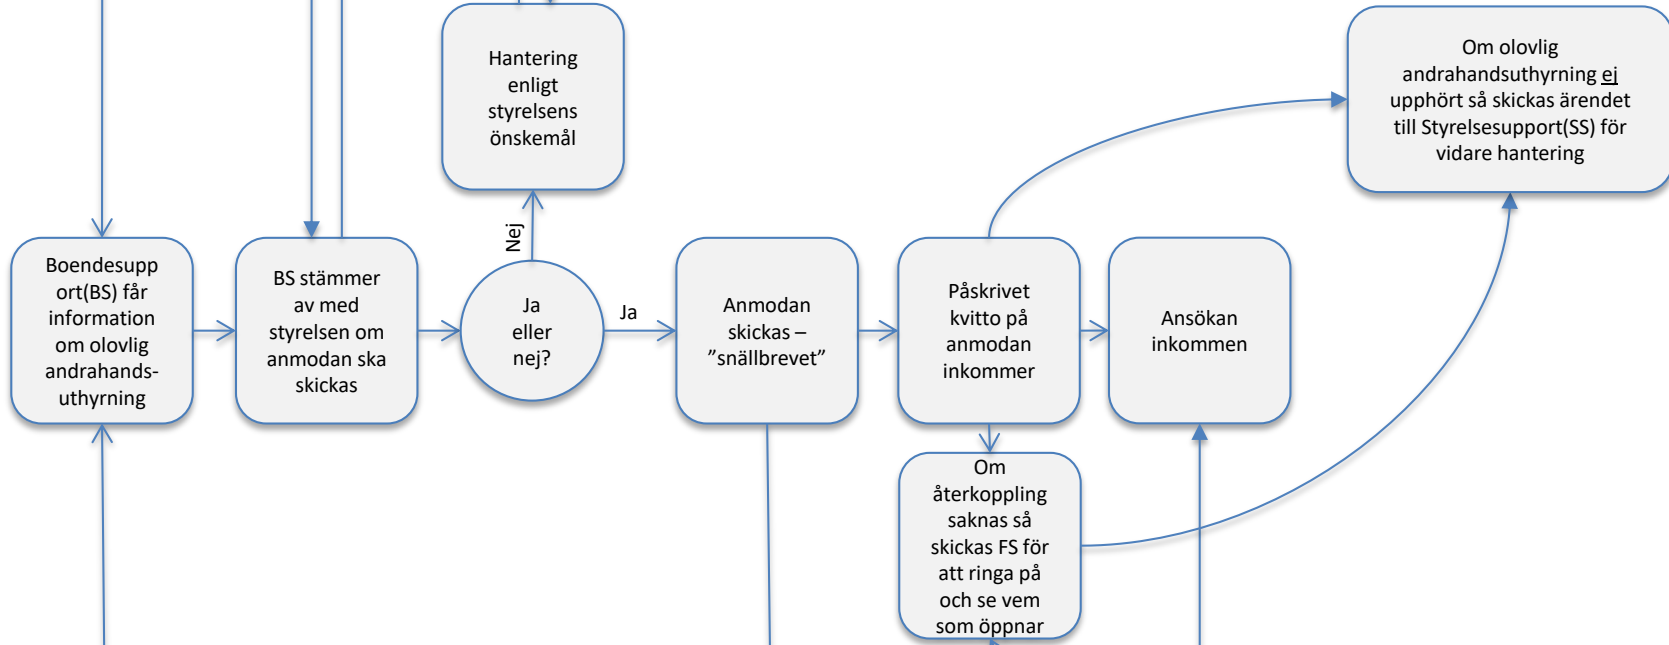 Hantering
enligt
styrelsens
önskemål
Om olovlig
andrahandsuthyrning ej
upphört så skickas ärendet
till Styrelsesupport(SS) för
vidare hantering
Boendesupp
ort(BS) får
information
om olovlig
andrahands-
uthyrning
BS stämmer
av med
styrelsen om
anmodan ska
skickas
Nej
Ja
eller
nej?
Ja
Anmodan
skickas –
”snällbrevet”
Påskrivet
kvitto på
anmodan
inkommer
Ansökan
inkommen
Om
återkoppling
saknas så
skickas FS för
att ringa på
och se vem
som öppnar